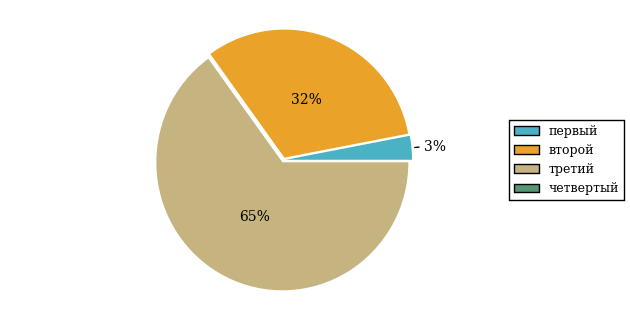 32%
3%
65%
первый
второй
третий
четвертый